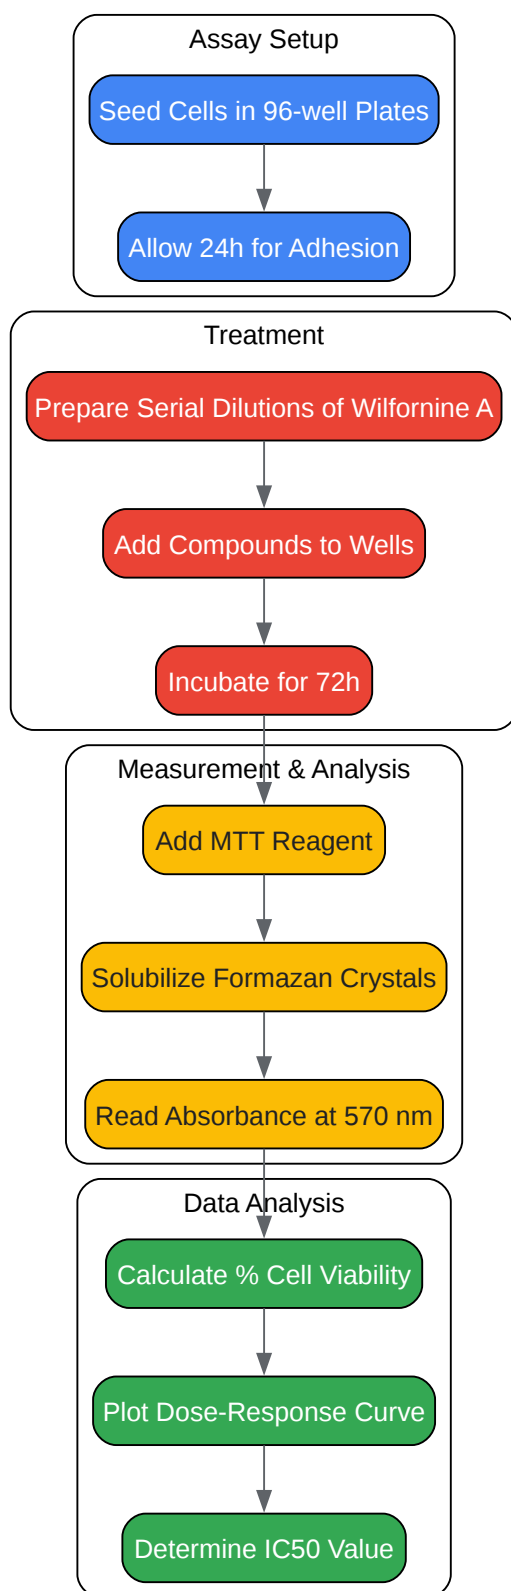 Assay Setup
Seed Cells in 96-well Plates
Allow 24h for Adhesion
Treatment
Prepare Serial Dilutions of Wilfornine A
Add Compounds to Wells
Incubate for 72h
Measurement & Analysis
Add MTT Reagent
Solubilize Formazan Crystals
Read Absorbance at 570 nm
Data Analysis
Calculate % Cell Viability
Plot Dose-Response Curve
Determine IC50 Value